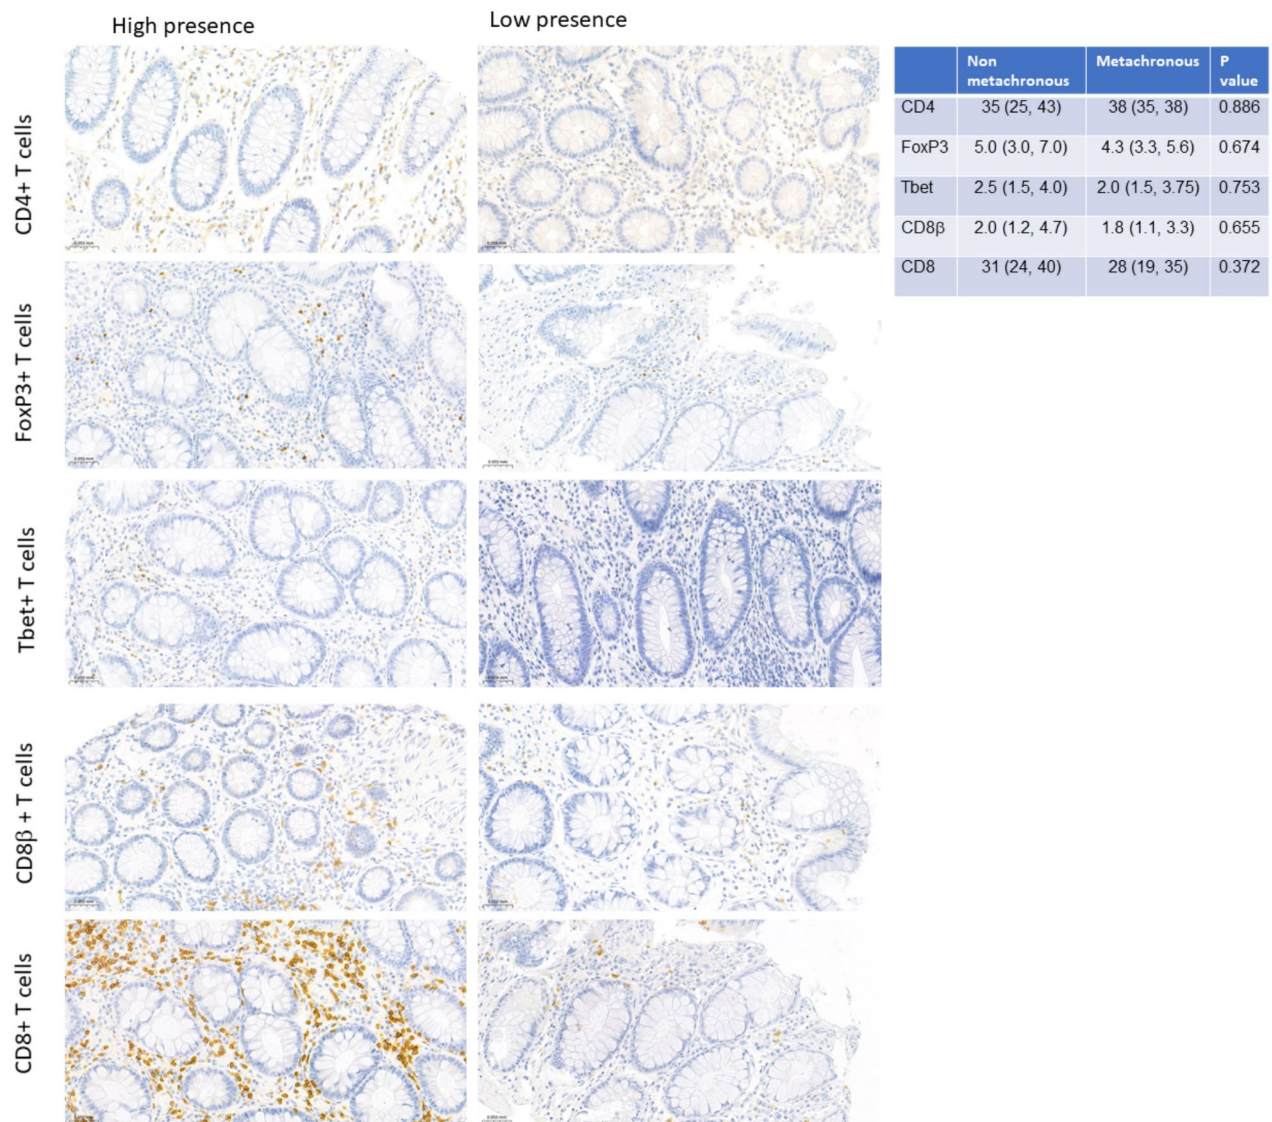 High presence
Low presence
CD4+ T cells
FoxP3+ T cells
Tbet+ T cells
CD8β + T cells
CD8+ T cells
Non metachronous Metachronous P value
CD4 35 (25, 43) 38 (35, 38) 0.886
FoxP3 5.0 (3.0, 7.0) 4.3 (3.3, 5.6) 0.674
Tbet 2.5 (1.5, 4.0) 2.0 (1.5, 3.75) 0.753
CD8β 2.0 (1.2, 4.7) 1.8 (1.1, 3.3) 0.655
CD8 31 (24, 40) 28 (19, 35) 0.372